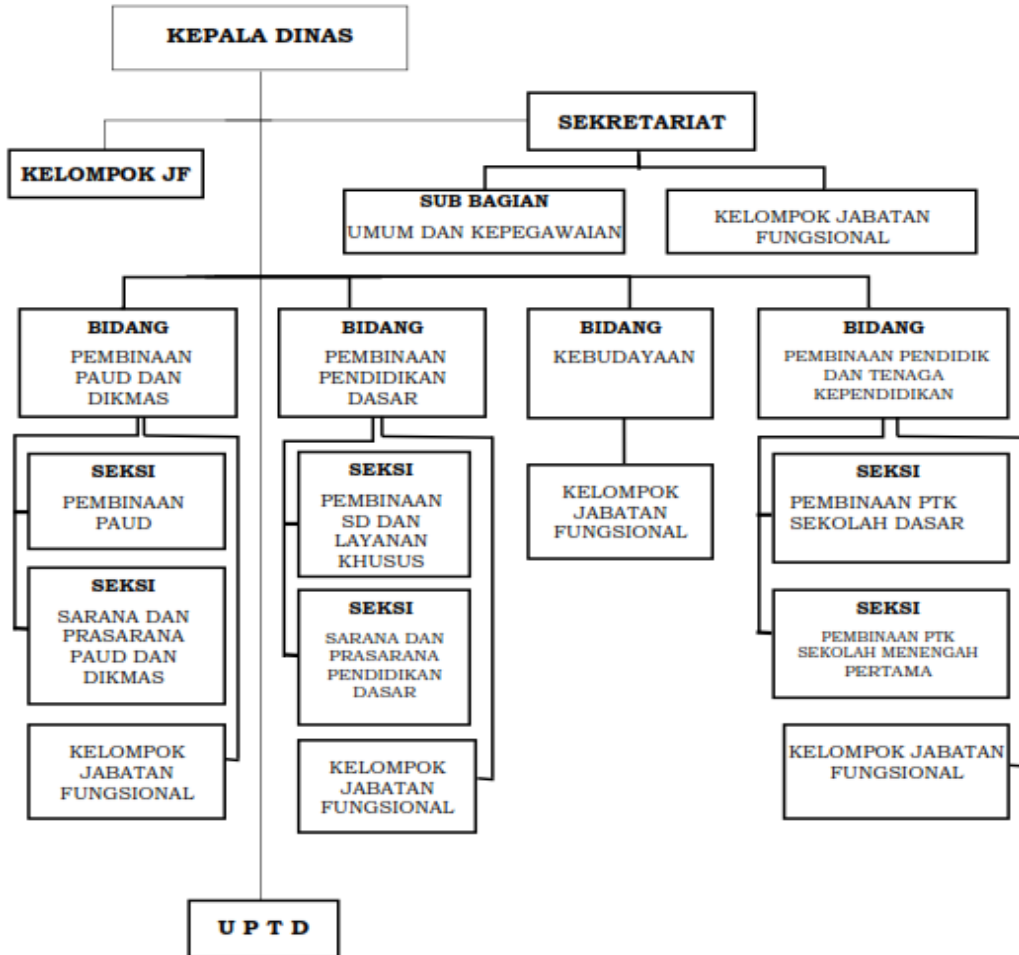 KEPALA DINAS
SEKRETARIAT
KELOMPOK JF
SUB BAGIAN
UMUM DAN KEPEGAWAIAN
KELOMPOK JABATAN
FUNGSIONAL
BIDANG
PEMBINAAN
PAUD DAN
DIKMAS
BIDANG
PEMBINAAN
PENDIDIKAN
DASAR
BIDANG
KEBUDAYAAN
BIDANG
PEMBINAAN PENDIDIK
DAN TENAGA
KEPENDIDIKAN
SEKSI
PEMBINAAN
PAUD
SEKSI
SARANA DAN
PRASARANA
PAUD DAN
DIKMAS
KELOMPOK
JABATAN
FUNGSIONAL
SEKSI
PEMBINAAN
SD DAN
LAYANAN
KHUSUS
SEKSI
SARANA DAN
PRASARANA
PENDIDIKAN
DASAR
KELOMPOK
JABATAN
FUNGSIONAL
KELOMPOK
JABATAN
FUNGSIONAL
SEKSI
PEMBINAAN PTK
SEKOLAH DASAR
SEKSI
PEMBINAAN PTK
SEKOLAH MENENGAH
PERTAMA
KELOMPOK JABATAN
FUNGSIONAL
U P T D